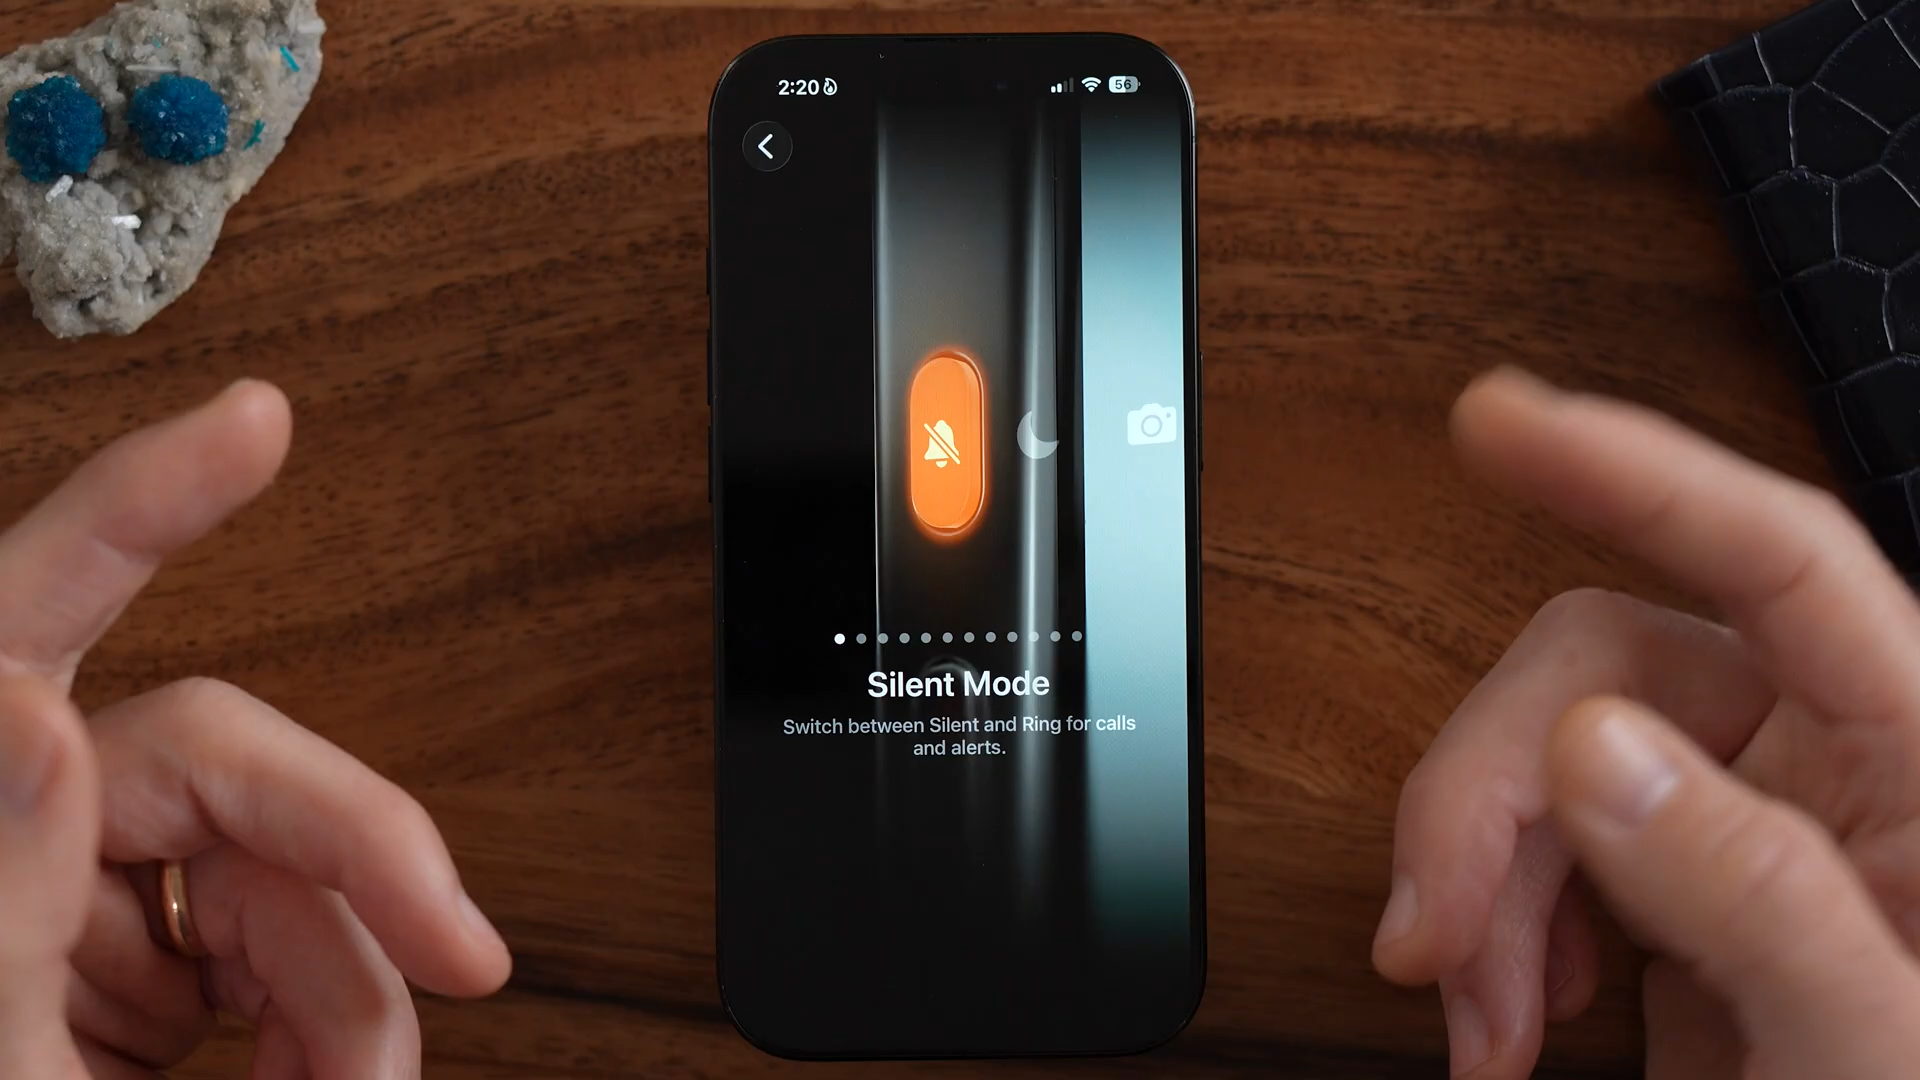 2:20
56
Silent Mode
Switch between Silent and Ring for calls
and alerts.